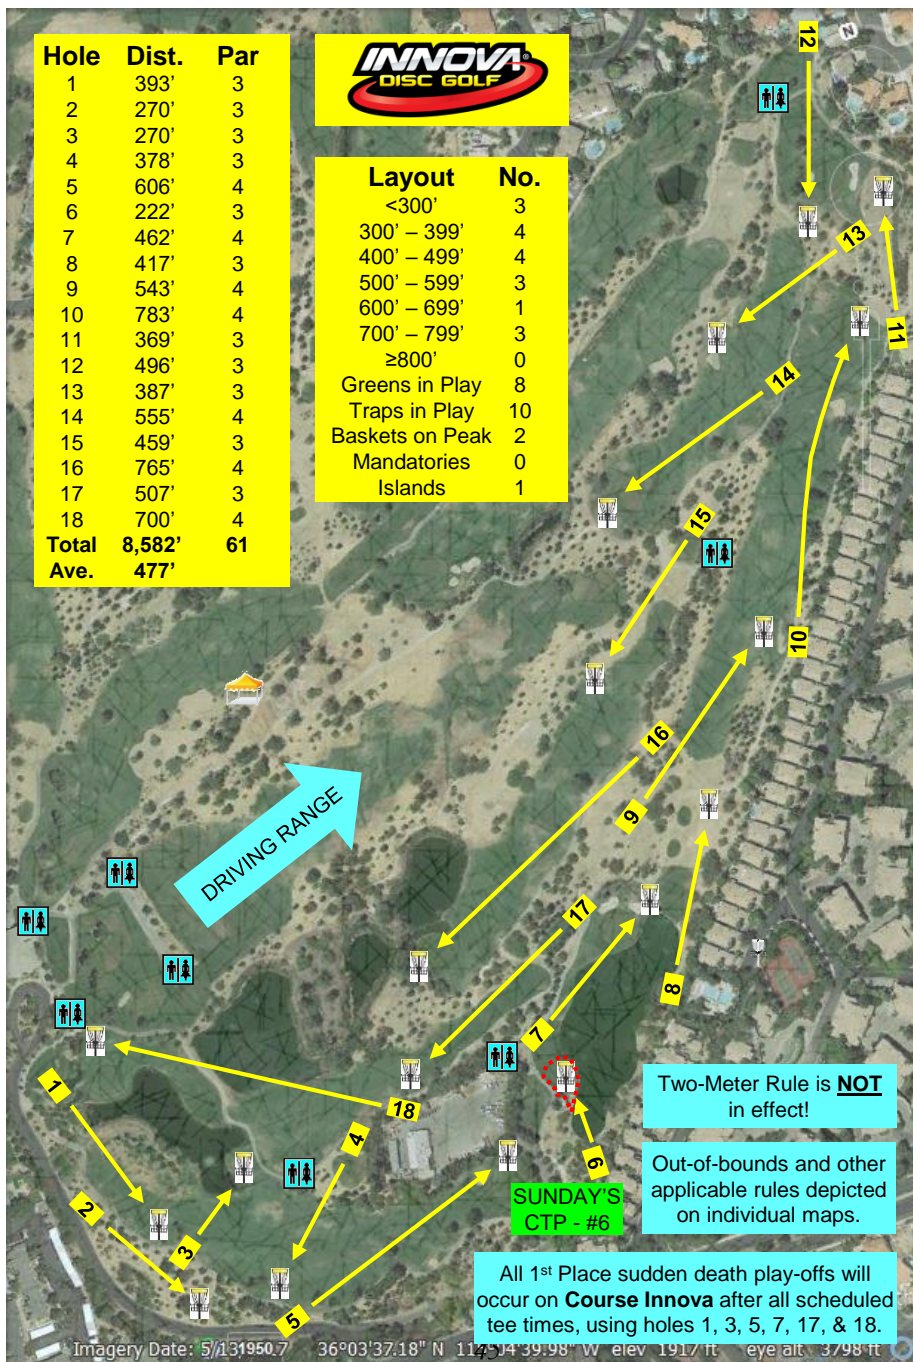 Hole Dist. Par
1 393’ 3
2 270’ 3
3 270’ 3
4 378’ 3
5 606’ 4
6 222’ 3
7 462’ 4
8 417’ 3
9 543’ 4
10 783’ 4
11 369’ 3
12 496’ 3
13 387’ 3
14 555’ 4
15 459’ 3
16 765’ 4
17 507’ 3
18 700’ 4
Total 8,582’ 61
Ave. 477’
INNOVA®
DISC GOLF
Layout No.
<300’ 3
300’ – 399’ 4
400’ – 499’ 4
500’ – 599’ 3
600’ – 699’ 1
700’ – 799’ 3
≥800’ 0
Greens in Play 8
Traps in Play 10
Baskets on Peak 2
Mandatories 0
Islands 1
12
N
13
11
14
15
10
16
9
DRIVING RANGE
17
8
7
1
18
4
6
2
3
5
SUNDAY’S
CTP - #6
Two-Meter Rule is NOT
in effect!
Out-of-bounds and other
applicable rules depicted
on individual maps.
All 1st Place sudden death play-offs will
occur on Course Innova after all scheduled
tee times, using holes 1, 3, 5, 7, 17, & 18.
Imagery Date: 1950 36°03'37.18" N 04'39.98" W elev 1917 ft eye alt 3798 ft
45